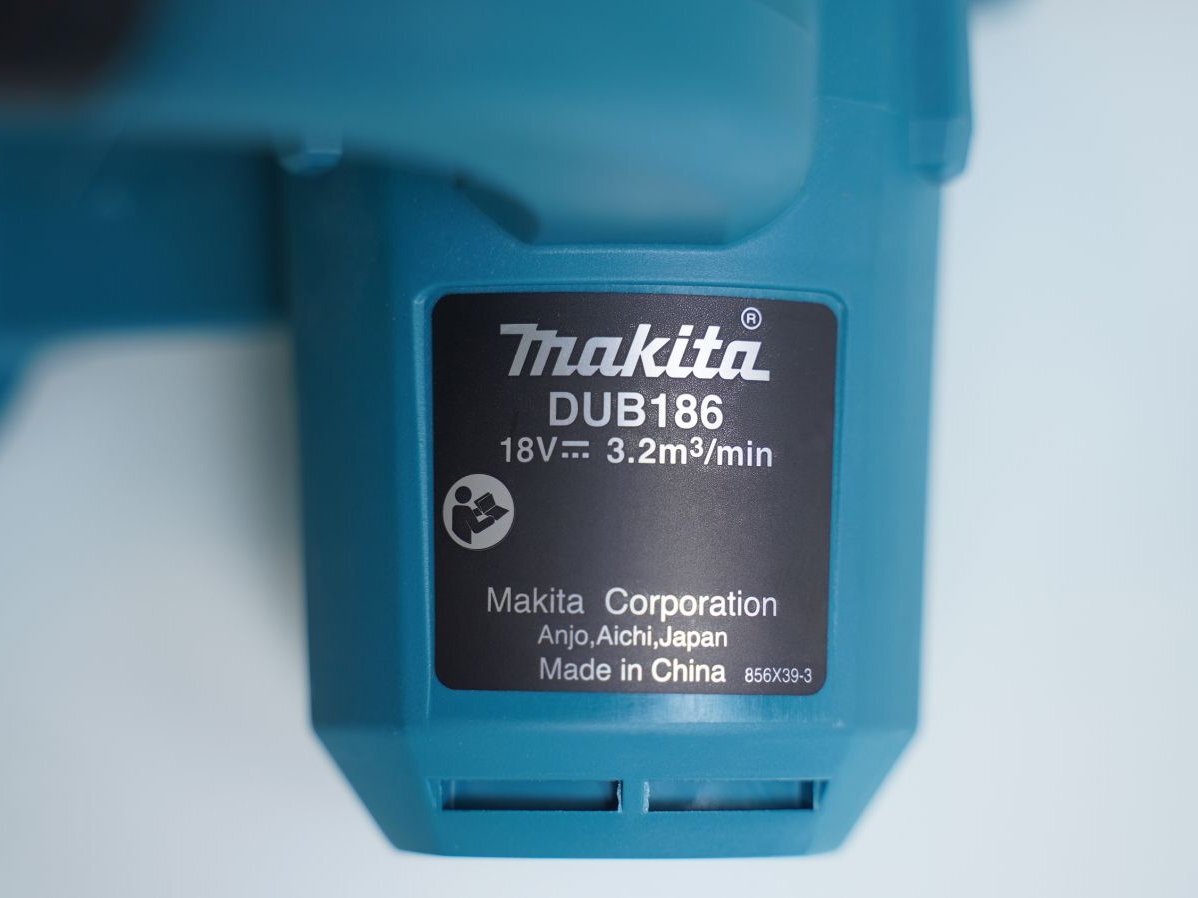 makita®
DUB186
18V⎓ 3.2m³/min
Makita Corporation
Anjo,Aichi,Japan
Made in China 856X39-3